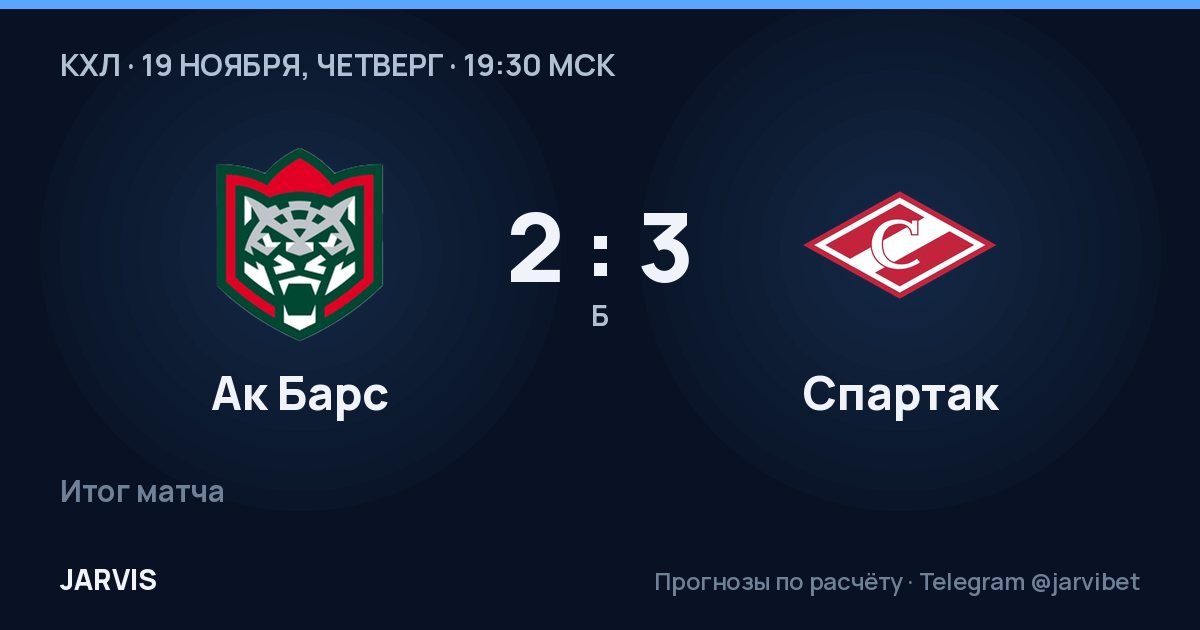 КХЛ · 19 НОЯБРЯ, ЧЕТВЕРГ · 19:30 МСК
2 : 3
Б
С
Ак Барс
Спартак
Итог матча
JARVIS
Прогнозы по расчёту · Telegram @jarvibet